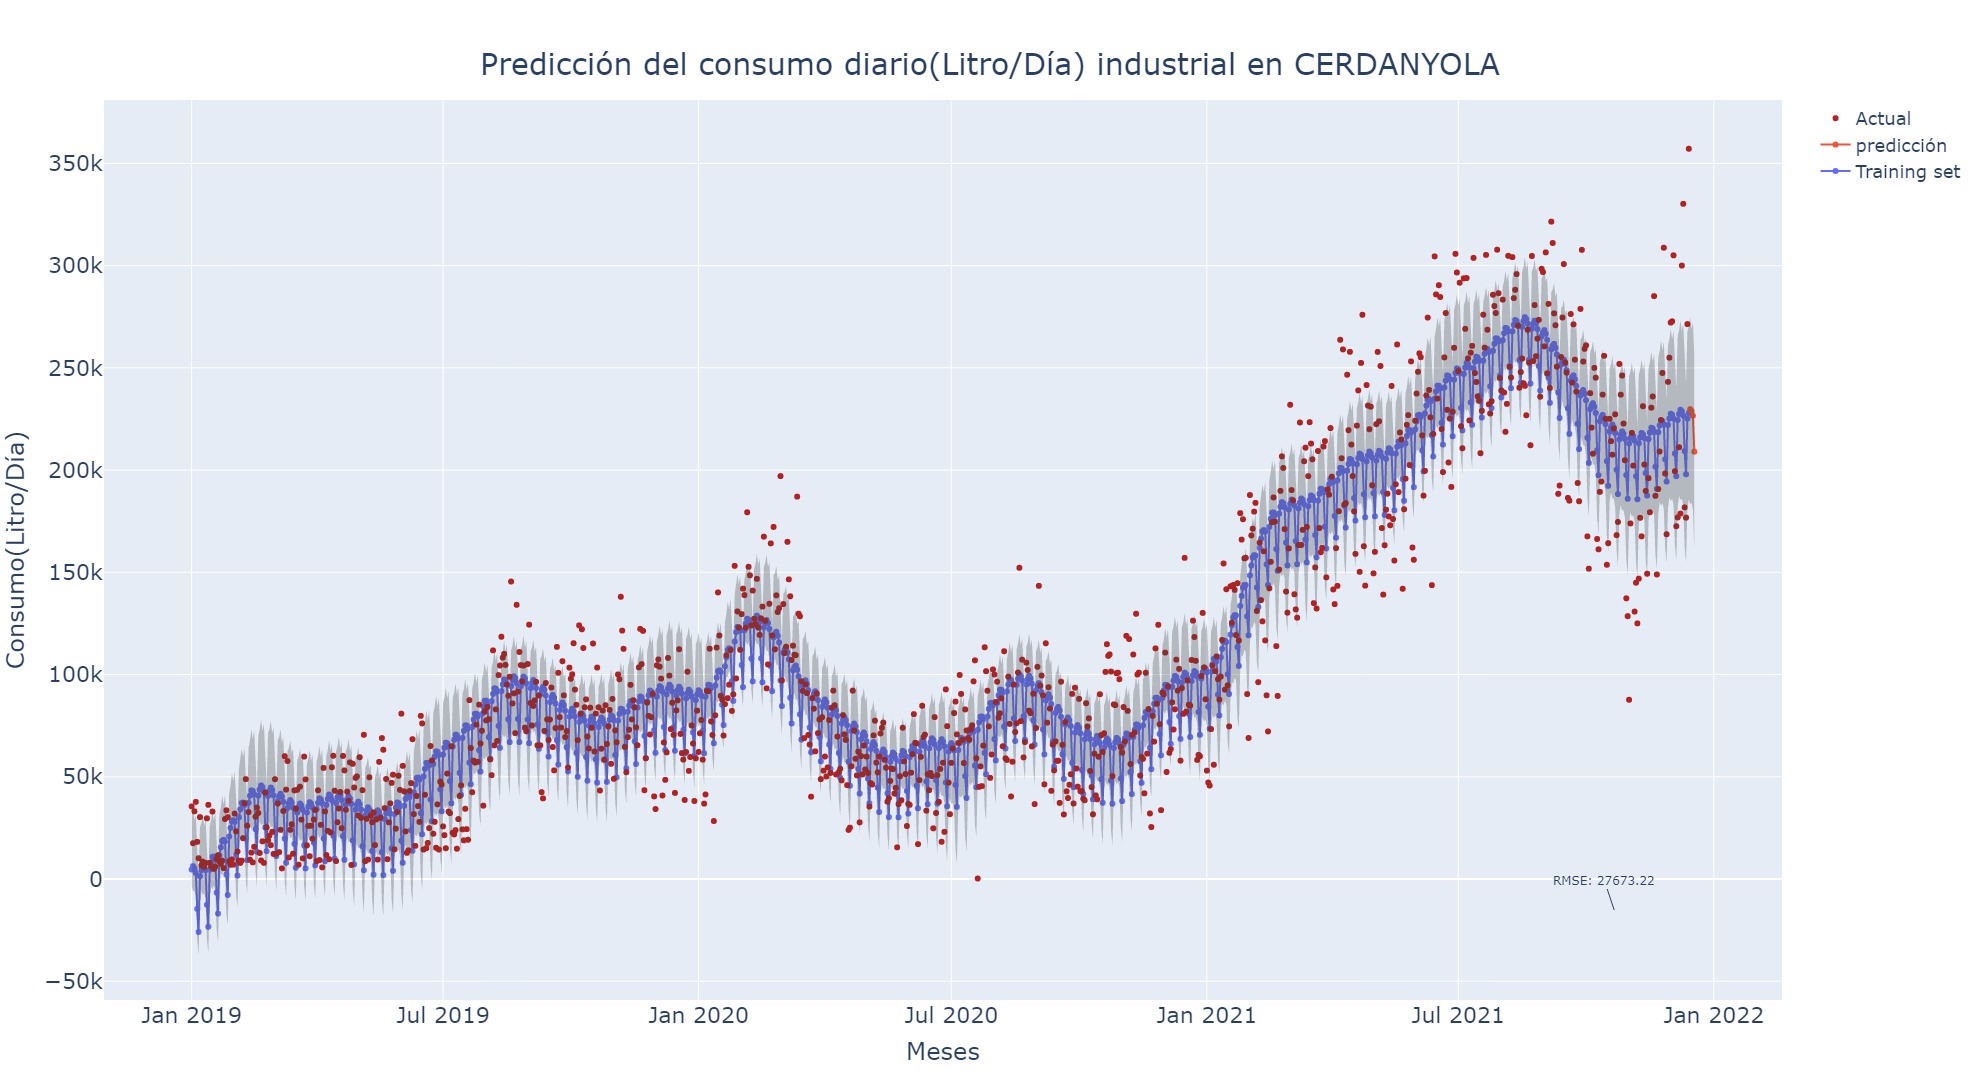 Predicción del consumo diario(Litro/Día) industrial en CERDANYOLA
Actual
predicción
Training set
Consumo(Litro/Día)
350k
300k
250k
200k
150k
100k
50k
0
−50k
RMSE: 27673.22
Jan 2019
Jul 2019
Jan 2020
Jul 2020
Jan 2021
Jul 2021
Jan 2022
Meses